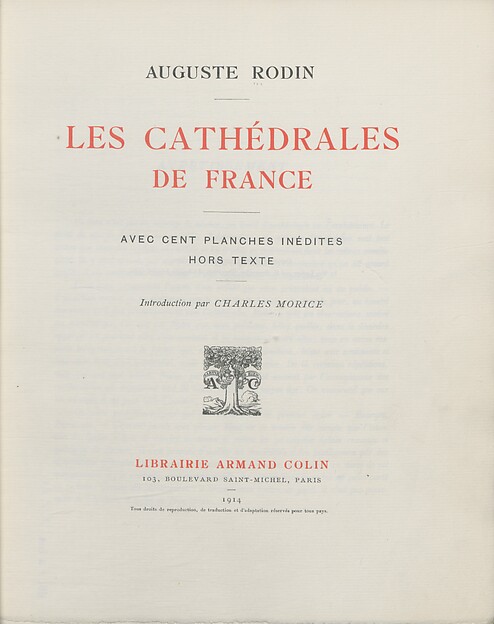 AUGUSTE RODIN
LES CATHÉDRALES
DE FRANCE
AVEC CENT PLANCHES INÉDITES
HORS TEXTE
Introduction par CHARLES MORICE
A C
LIBRAIRIE ARMAND COLIN
103, BOULEVARD SAINT-MICHEL, PARIS
1914
Tous droits de reproduction, de traduction et d'adaptation réservés pour tous pays.